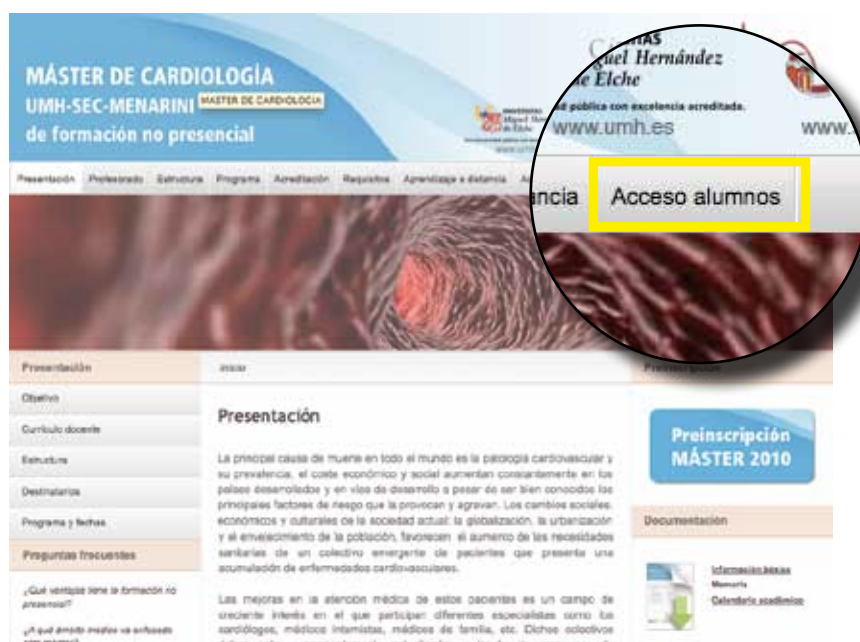 MÁSTER DE CARDIOLOGÍA
UMH-SEC-MENARINI
MASTER DE CARDIOLOGIA
de formación no presencial
guel Hernández
de Elche
pública con excelencia acreditada.
www.umh.es
www.
ancia
Acceso alumnos
Presentación Profesorado Estructura Programa Acreditación Requisitos Aprendizaje a distancia
Presentación
Inicio
Preinscripción
Objetivo
Currículo docente
Estructura
Destinatarios
Programa y fechas
Preguntas frecuentes
¿Qué ventajas tiene la formación no
presencial?
¿A qué ámbito médico va enfocado
Presentación
La principal causa de muerte en todo el mundo es la patología cardiovascular y
su prevalencia, el coste económico y social aumentan constantemente en los
países desarrollados y en vías de desarrollo a pesar de ser bien conocidos los
principales factores de riesgo que la provocan y agravan. Los cambios sociales,
económicos y culturales de la sociedad actual: la globalización, la urbanización
y el envejecimiento de la población, favorecen el aumento de las necesidades
sanitarias de un colectivo emergente de pacientes que presenta una
acumulación de enfermedades cardiovasculares.
Las mejoras en la atención médica de estos pacientes es un campo de
creciente interés en el que participan diferentes especialistas como los
cardiólogos, médicos internistas, médicos de familia, etc. Dichos colectivos
Preinscripción
MÁSTER 2010
Documentación
Información básica
Memoria
Calendario académico